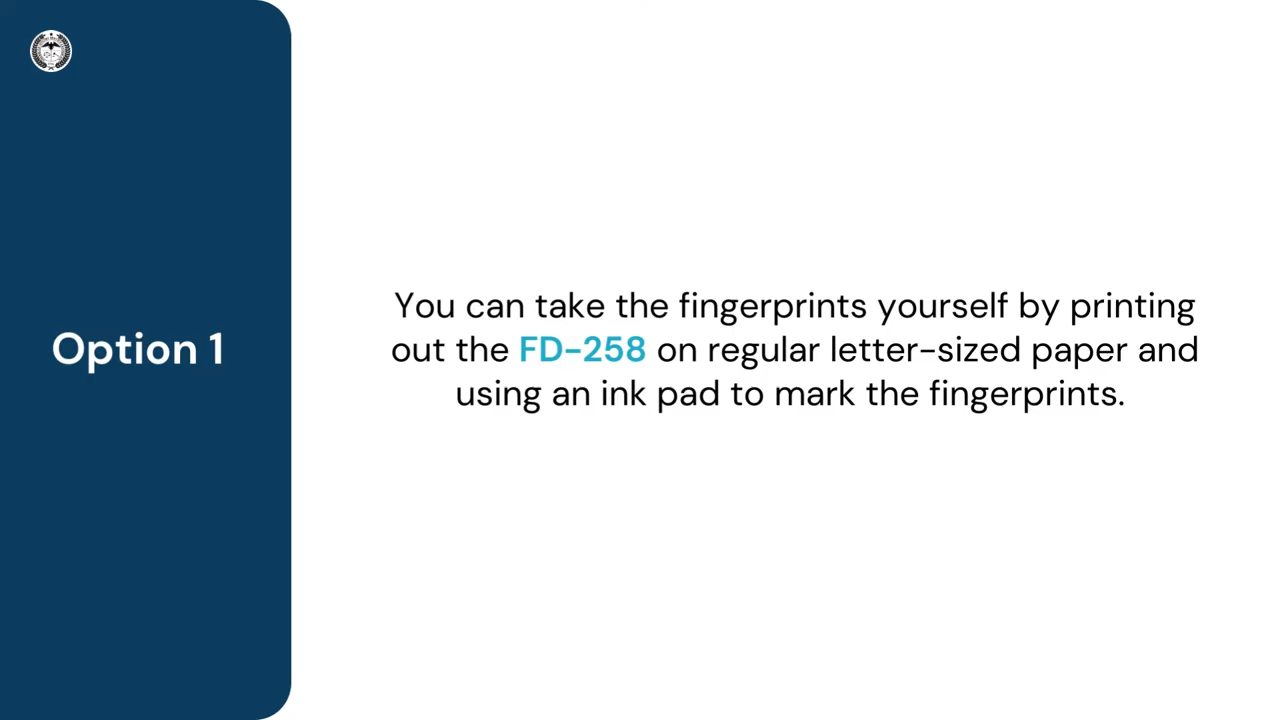 Option 1
You can take the fingerprints yourself by printing
out the FD-258 on regular letter-sized paper and
using an ink pad to mark the fingerprints.